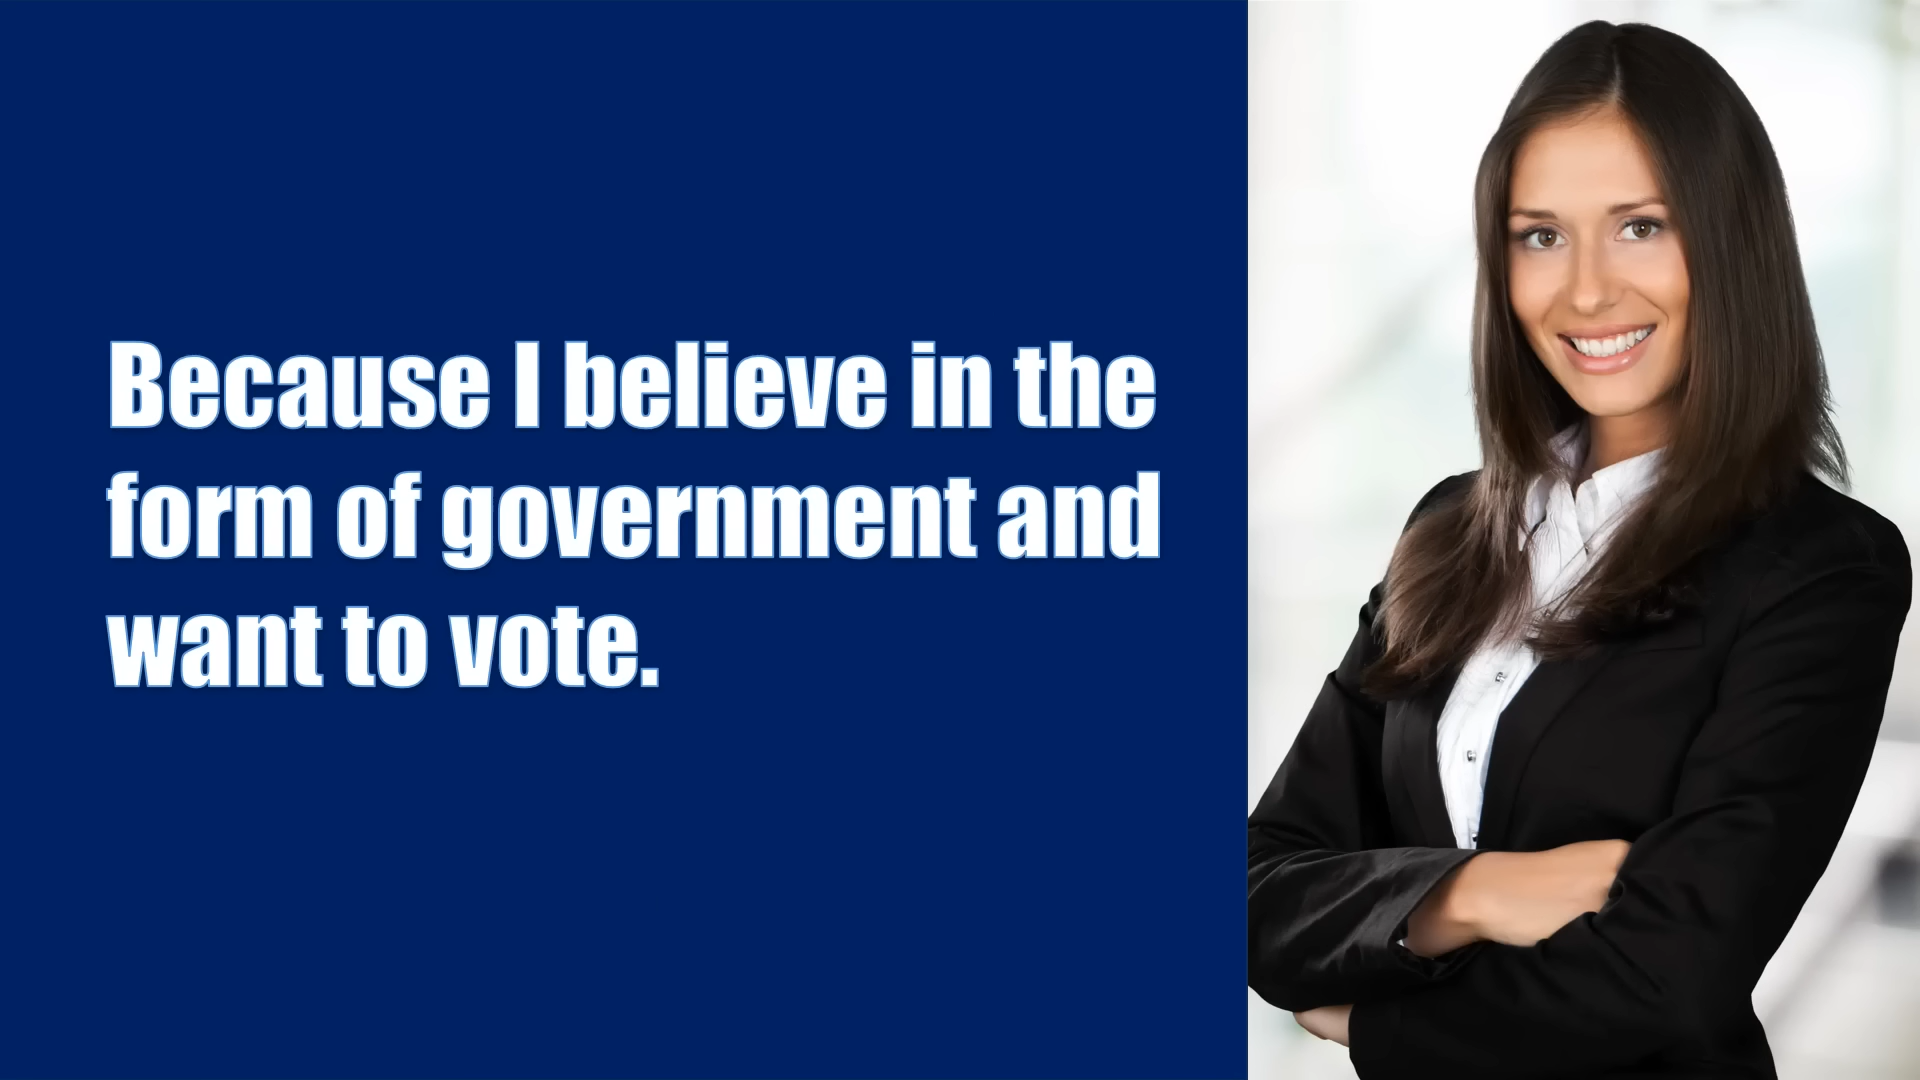 Because I believe in the
form of government and
want to vote.